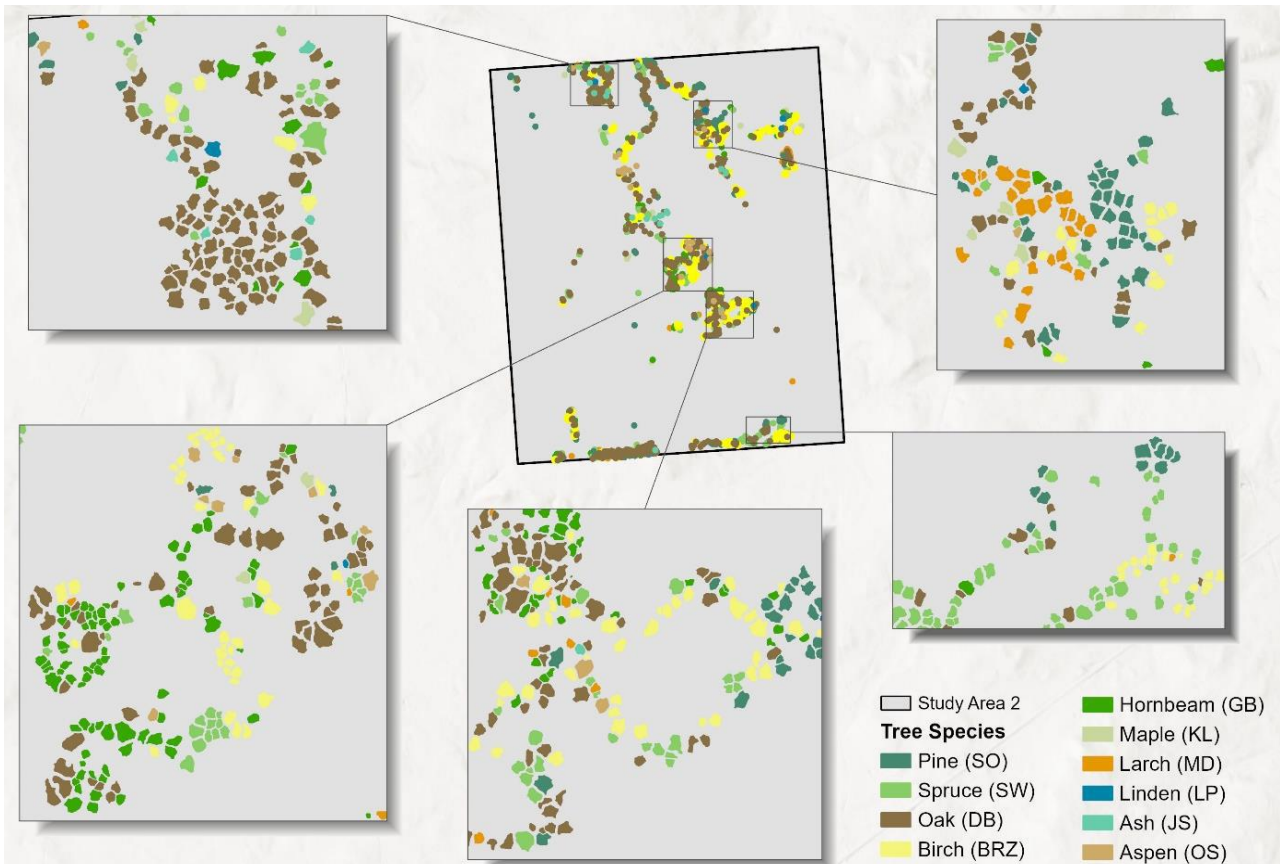 Study Area 2
Tree Species
Pine (SO)
Spruce (SW)
Oak (DB)
Birch (BRZ)
Hornbeam (GB)
Maple (KL)
Larch (MD)
Linden (LP)
Ash (JS)
Aspen (OS)